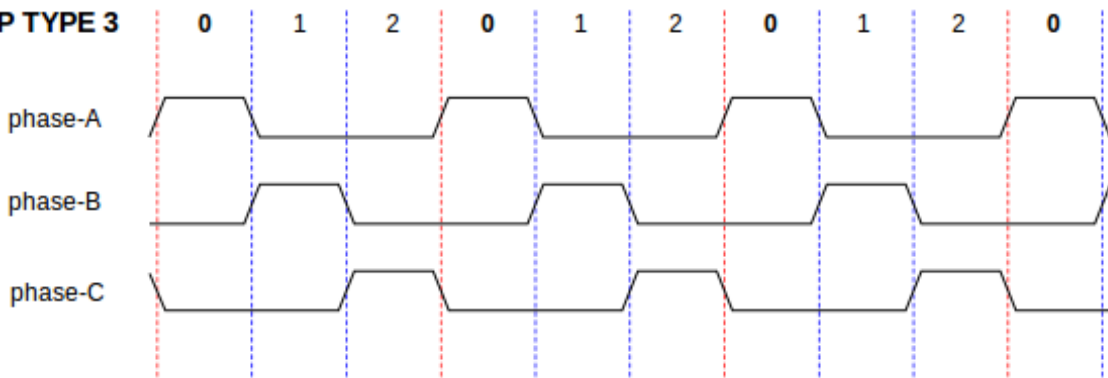 P TYPE 3 0 1 2 0 1 2 0 1 2 0
phase-A
phase-B
phase-C